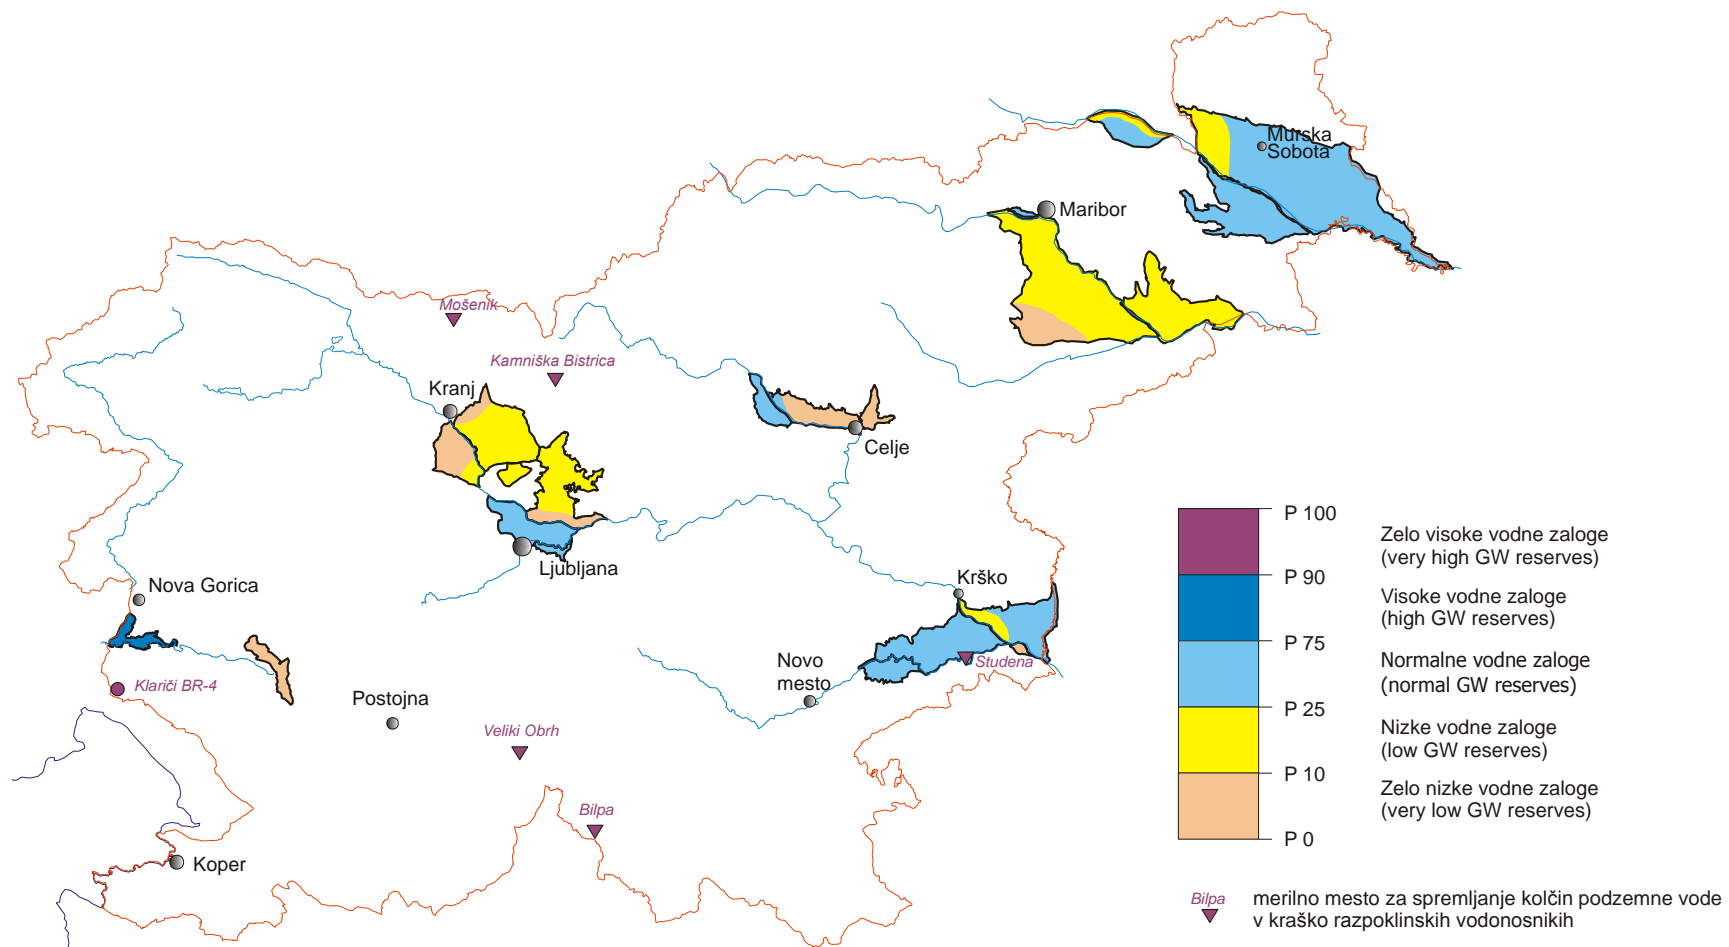 Murska
Sobota
Maribor
Mošenik
Kamniška Bistrica
Kranj
Celje
Ljubljana
Nova Gorica
Krško
Klariči BR-4
Postojna
Novo
mesto
Studena
Veliki Obrh
Bilpa
Koper
P 100
Zelo visoke vodne zaloge
(very high GW reserves)
P 90
Visoke vodne zaloge
(high GW reserves)
P 75
Normalne vodne zaloge
(normal GW reserves)
P 25
Nizke vodne zaloge
(low GW reserves)
P 10
Zelo nizke vodne zaloge
(very low GW reserves)
P 0
Bilpa
merilno mesto za spremljanje kolčin podzemne vode
v kraško razpoklinskih vodonosnikih